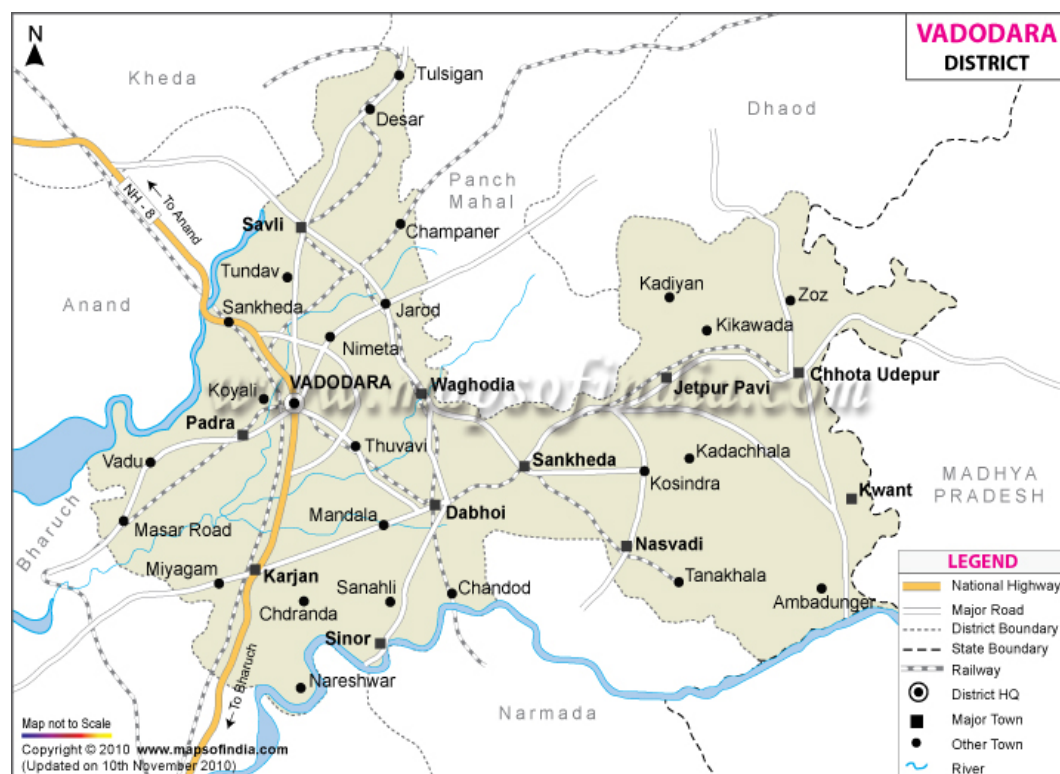 VADODARA
DISTRICT
N
Kheda
Tulsigan
Dhaod
Desar
Panch
Mahal
NH - 8
To Anand
Savli
Champaner
Tundav
Kadiyan
Zoz
Anand
Sankheda
Jarod
Kikawada
Nimeta
VADODARA
Waghodia
Jetpur Pavi
Chhota Udepur
www.mapsofindia.com
Koyali
Padra
Thuvavi
Vadu
Sankheda
Kadachhala
Kosindra
MADHYA
PRADESH
Kwant
Bharuch
Masar Road
Mandala
Dabhoi
Nasvadi
Miyagam
Karjan
Sanahli
Chandod
Tanakhala
Chdranda
Ambadunger
Sinor
To Bharuch
Nareshwar
Narmada
LEGEND
National Highway
Major Road
District Boundary
State Boundary
Railway
District HQ
Major Town
Other Town
River
Map not to Scale
Copyright © 2010 www.mapsofindia.com
(Updated on 10th November 2010)